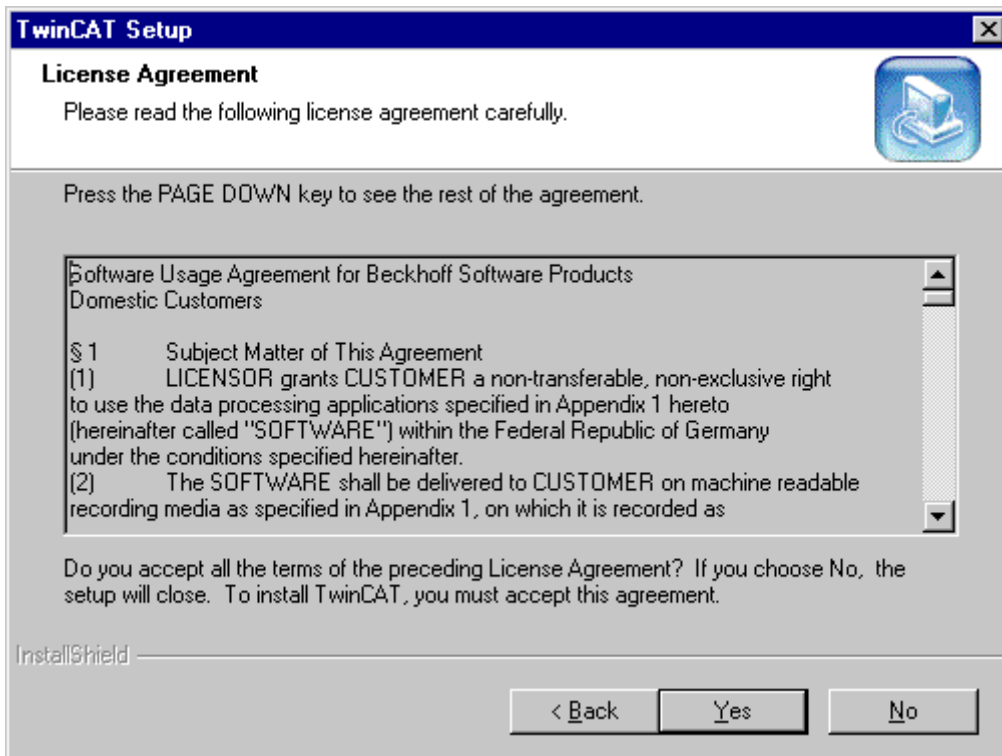 TwinCAT Setup
License Agreement
Please read the following license agreement carefully.
Press the PAGE DOWN key to see the rest of the agreement.
Software Usage Agreement for Beckhoff Software Products
Domestic Customers
§ 1 Subject Matter of This Agreement
(1) LICENSOR grants CUSTOMER a non-transferable, non-exclusive right
to use the data processing applications specified in Appendix 1 hereto
(hereinafter called "SOFTWARE") within the Federal Republic of Germany
under the conditions specified hereinafter.
(2) The SOFTWARE shall be delivered to CUSTOMER on machine readable
recording media as specified in Appendix 1, on which it is recorded as
Do you accept all the terms of the preceding License Agreement? If you choose No, the
setup will close. To install TwinCAT, you must accept this agreement.
InstallShield
< Back Yes No